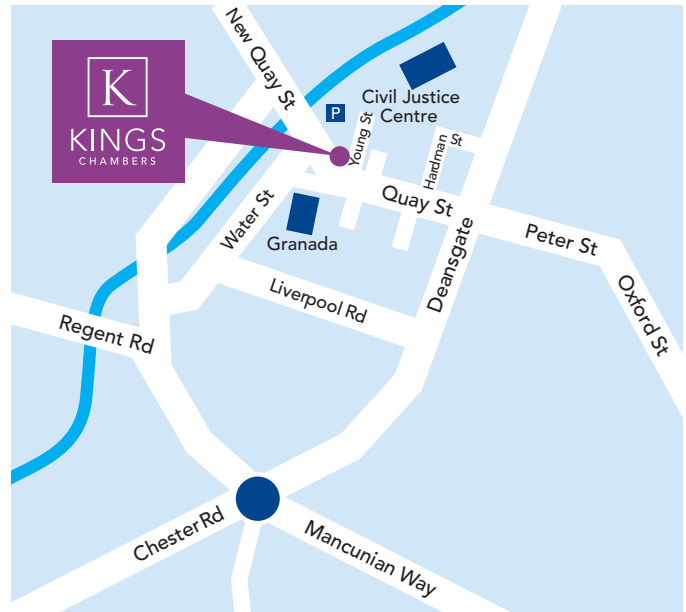 New Quay St
K
KINGS
CHAMBERS
P
Civil Justice
Centre
Young St
Hardman St
Water St
Granada
Quay St
Peter St
Deansgate
Oxford St
Liverpool Rd
Regent Rd
Chester Rd
Mancunian Way